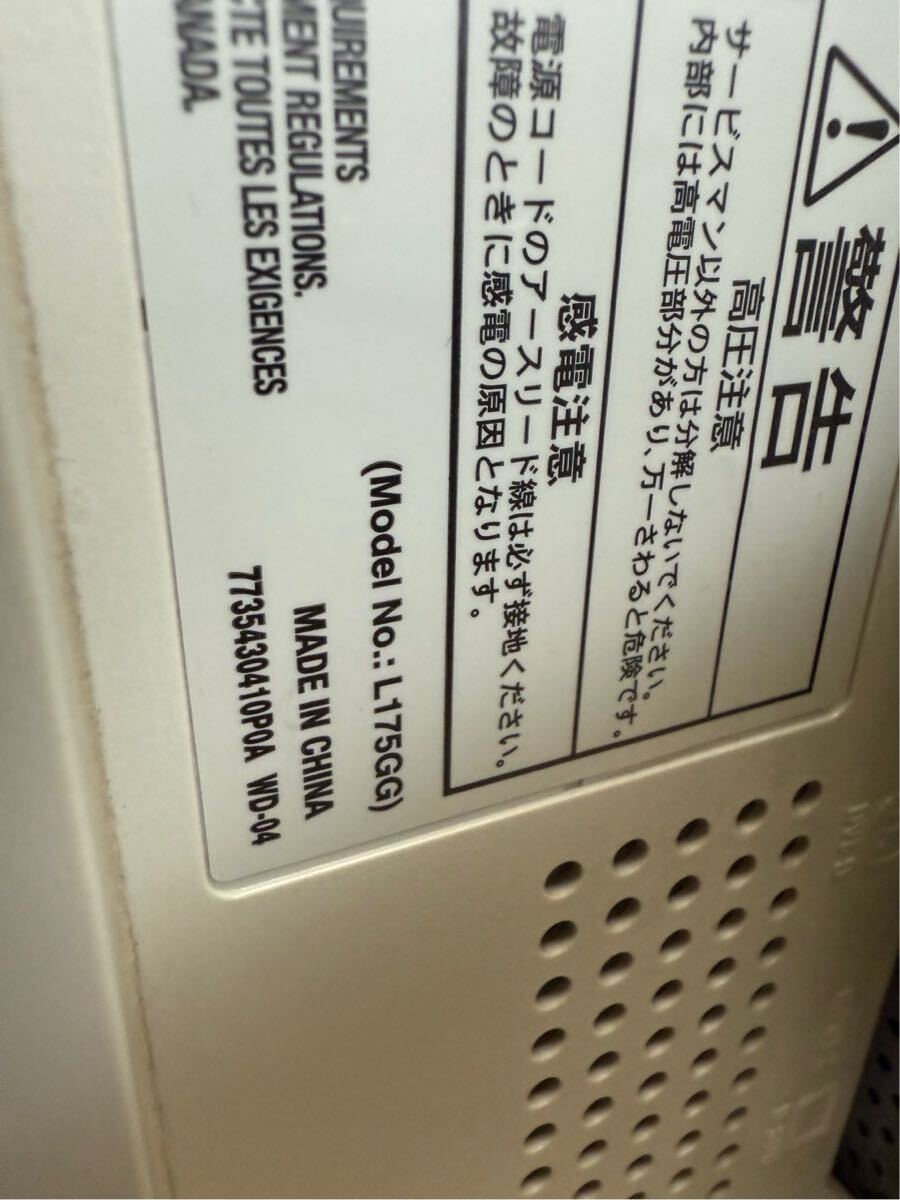 警告
高圧注意
サービスマン以外の方は分解しないでください。
内部には高電圧部分があり、万一さわると危険です。
感電注意
電源コードのアースリード線は必ず接地ください。
故障のときに感電の原因となります。
(Model No.: L175GG)
QUIREMENTS
MENT REGULATIONS.
CTE TOUTES LES EXIGENCES
ANADA.
MADE IN CHINA
7735430410P0A WD-04